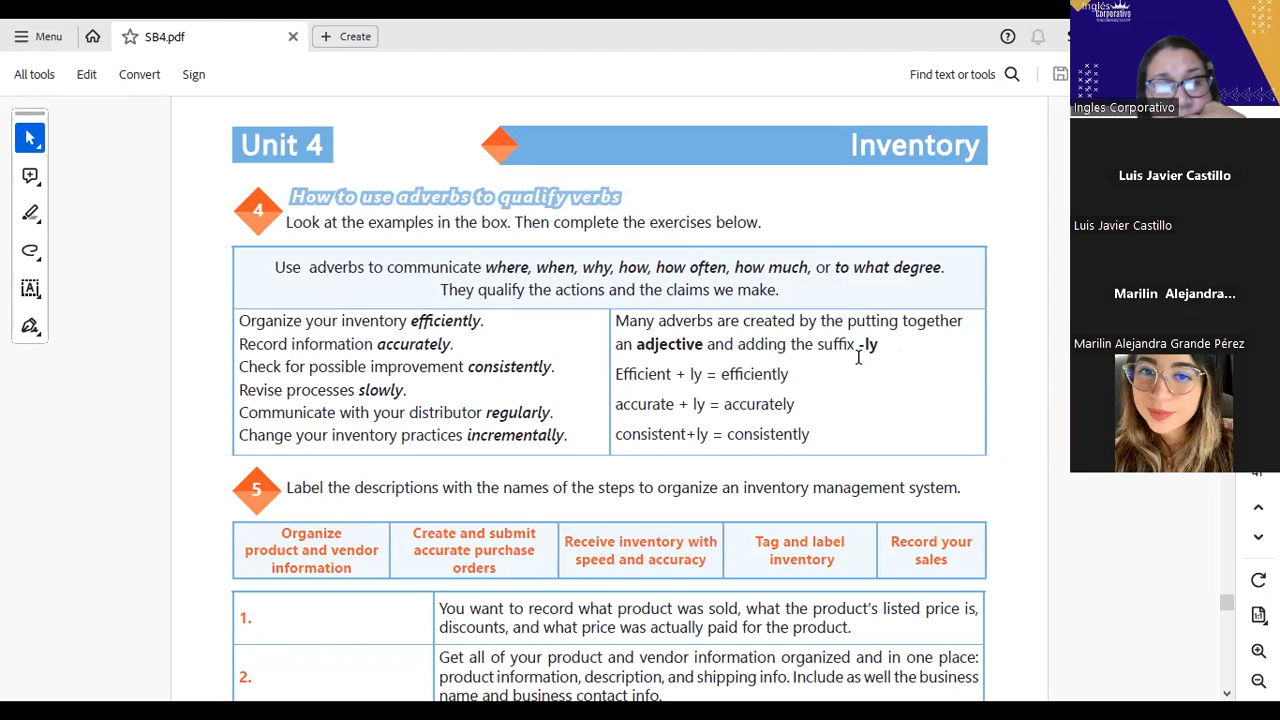 Menu
SB4.pdf
Create
All tools
Edit
Convert
Sign
Find text or tools
Unit 4
Inventory
4
How to use adverbs to qualify verbs
Look at the examples in the box. Then complete the exercises below.
Use adverbs to communicate where, when, why, how, how often, how much, or to what degree.
They qualify the actions and the claims we make.
Organize your inventory efficiently.
Record information accurately.
Check for possible improvement consistently.
Revise processes slowly.
Communicate with your distributor regularly.
Change your inventory practices incrementally.
Many adverbs are created by the putting together
an adjective and adding the suffix -ly
Efficient + ly = efficiently
accurate + ly = accurately
consistent+ly = consistently
5
Label the descriptions with the names of the steps to organize an inventory management system.
Organize
product and vendor
information
Create and submit
accurate purchase
orders
Receive inventory with
speed and accuracy
Tag and label
inventory
Record your
sales
1.
You want to record what product was sold, what the product's listed price is,
discounts, and what price was actually paid for the product.
2.
Get all of your product and vendor information organized and in one place:
product information, description, and shipping info. Include as well the business
name and business contact info.
Inglés
Corporativo
Ingles Corporativo
Luis Javier Castillo
Luis Javier Castillo
Marilin Alejandra...
Marilin Alejandra Grande Pérez